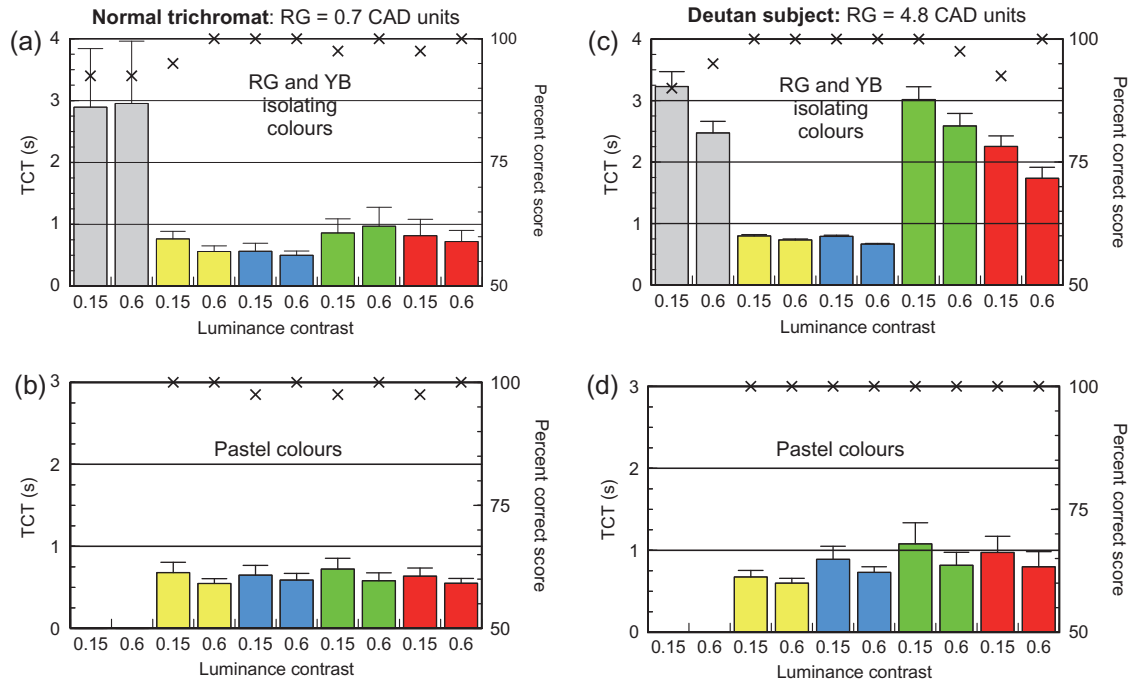 Normal trichromat: RG = 0.7 CAD units
(a)
4
3
2
1
0
TCT (s)
RG and YB
isolating
colours
100
75
50
Percent correct score
0.15 0.6 0.15 0.6 0.15 0.6 0.15 0.6 0.15 0.6
Luminance contrast
Deutan subject: RG = 4.8 CAD units
(c)
4
3
2
1
0
TCT (s)
RG and YB
isolating
colours
100
75
50
Percent correct score
0.15 0.6 0.15 0.6 0.15 0.6 0.15 0.6 0.15 0.6
Luminance contrast
(b)
3
2
1
0
TCT (s)
Pastel colours
100
75
50
Percent correct score
0.15 0.6 0.15 0.6 0.15 0.6 0.15 0.6 0.15 0.6
Luminance contrast
(d)
3
2
1
0
TCT (s)
Pastel colours
100
75
50
Percent correct score
0.15 0.6 0.15 0.6 0.15 0.6 0.15 0.6 0.15 0.6
Luminance contrast